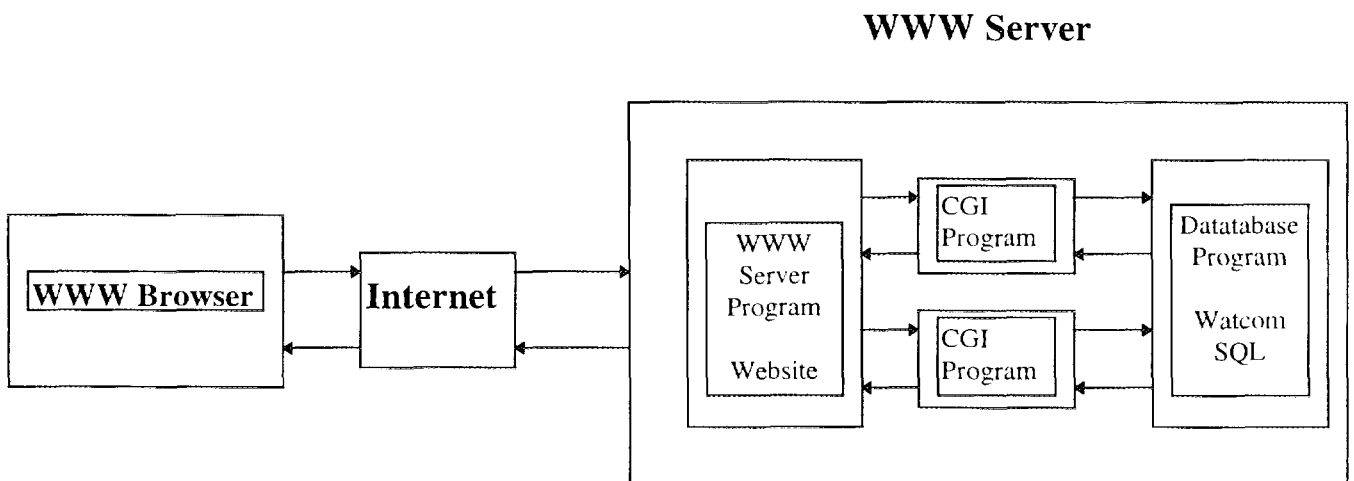 WWW Server
WWW Browser
Internet
WWW
Server
Program
Website
CGI
Program
CGI
Program
Datatabase
Program
Watcom
SQL